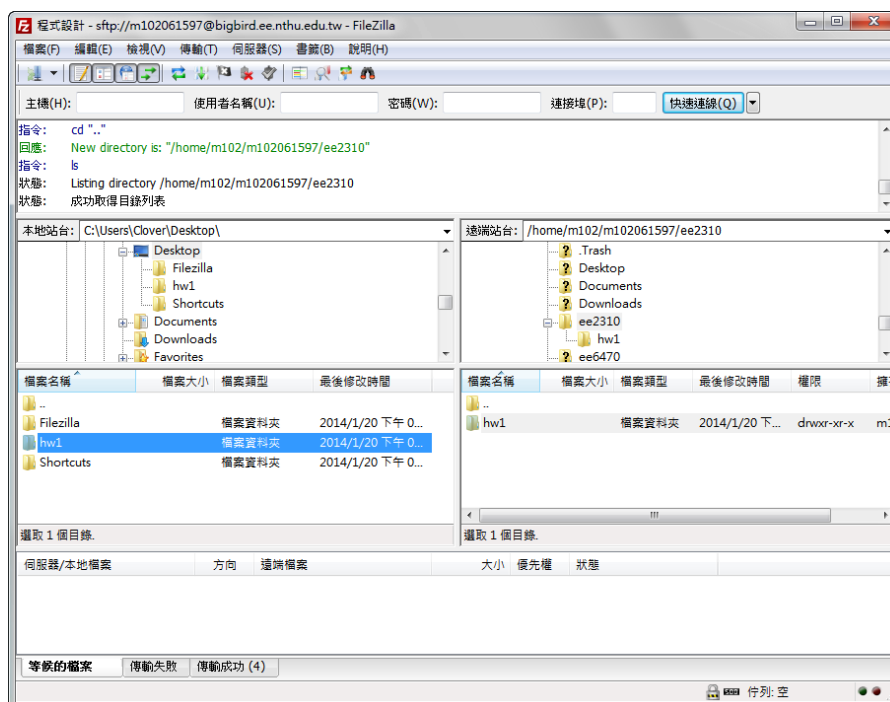 程式設計 - sftp://m102061597@bigbird.ee.nthu.edu.tw - FileZilla
檔案(F) 編輯(E) 檢視(V) 傳輸(T) 伺服器(S) 書籤(B) 說明(H)
主機(H): 使用者名稱(U): 密碼(W): 連接埠(P): 快速連線(Q)
指令: cd ".."
回應: New directory is: "/home/m102/m102061597/ee2310"
指令: ls
狀態: Listing directory /home/m102/m102061597/ee2310
狀態: 成功取得目錄列表
本地站台: C:\Users\Clover\Desktop\
Desktop
Filezilla
hw1
Shortcuts
Documents
Downloads
Favorites
遠端站台: /home/m102/m102061597/ee2310
.Trash
Desktop
Documents
Downloads
ee2310
hw1
ee6470
檔案名稱 檔案大小 檔案類型 最後修改時間
..
Filezilla 檔案資料夾 2014/1/20 下午 0...
hw1 檔案資料夾 2014/1/20 下午 0...
Shortcuts 檔案資料夾 2014/1/20 下午 0...
選取 1 個目錄.
檔案名稱 檔案大小 檔案類型 最後修改時間 權限
..
hw1 檔案資料夾 2014/1/20 下... drwxr-xr-x m1
選取 1 個目錄.
伺服器/本地檔案 方向 遠端檔案 大小 優先權 狀態
等候的檔案 傳輸失敗 傳輸成功 (4)
佇列: 空